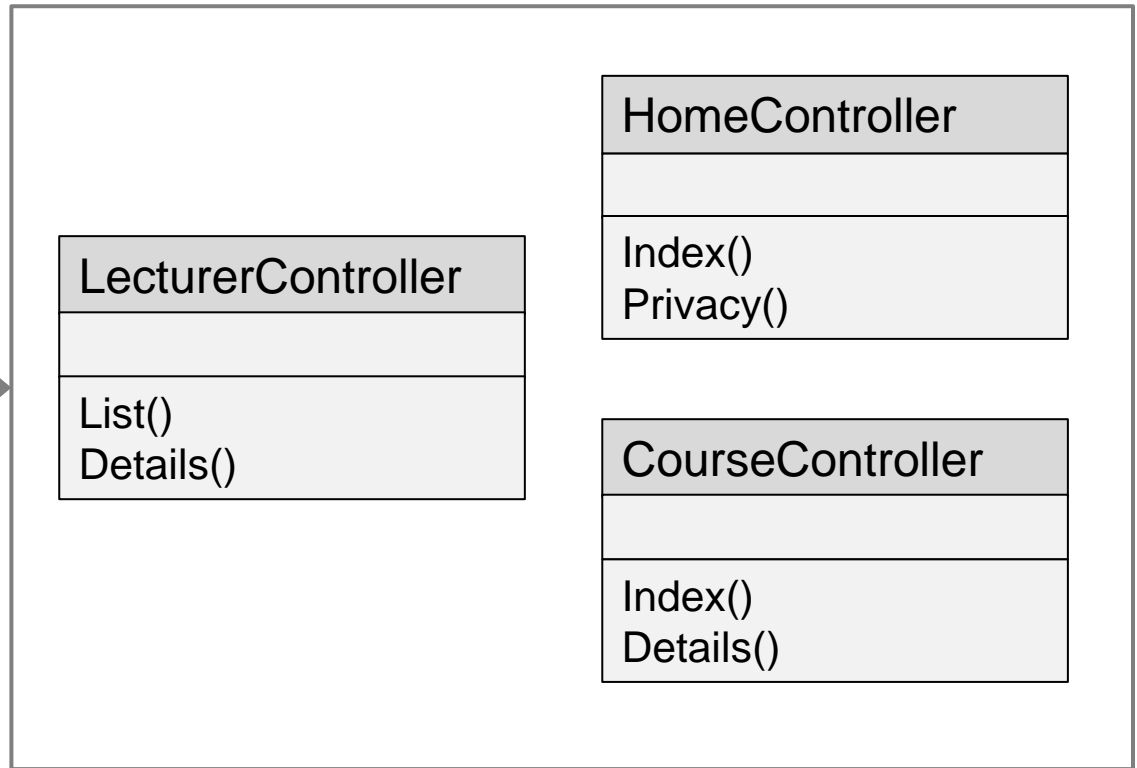 LecturerController
List()
Details()
HomeController
Index()
Privacy()
CourseController
Index()
Details()